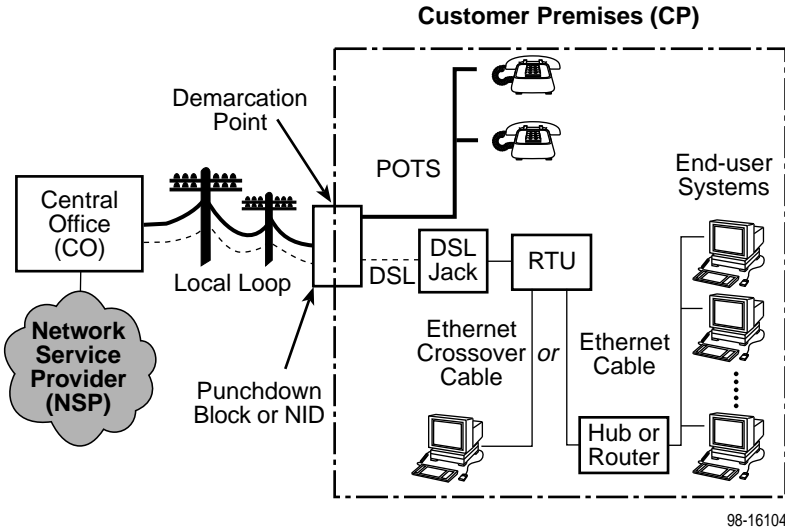 Customer Premises (CP)
Demarcation
Point
POTS
End-user
Systems
Central
Office
(CO)
Local Loop
DSL
DSL
Jack
RTU
Network
Service
Provider
(NSP)
Ethernet
Crossover
Cable
or
Ethernet
Cable
Punchdown
Block or NID
Hub or
Router
98-16104